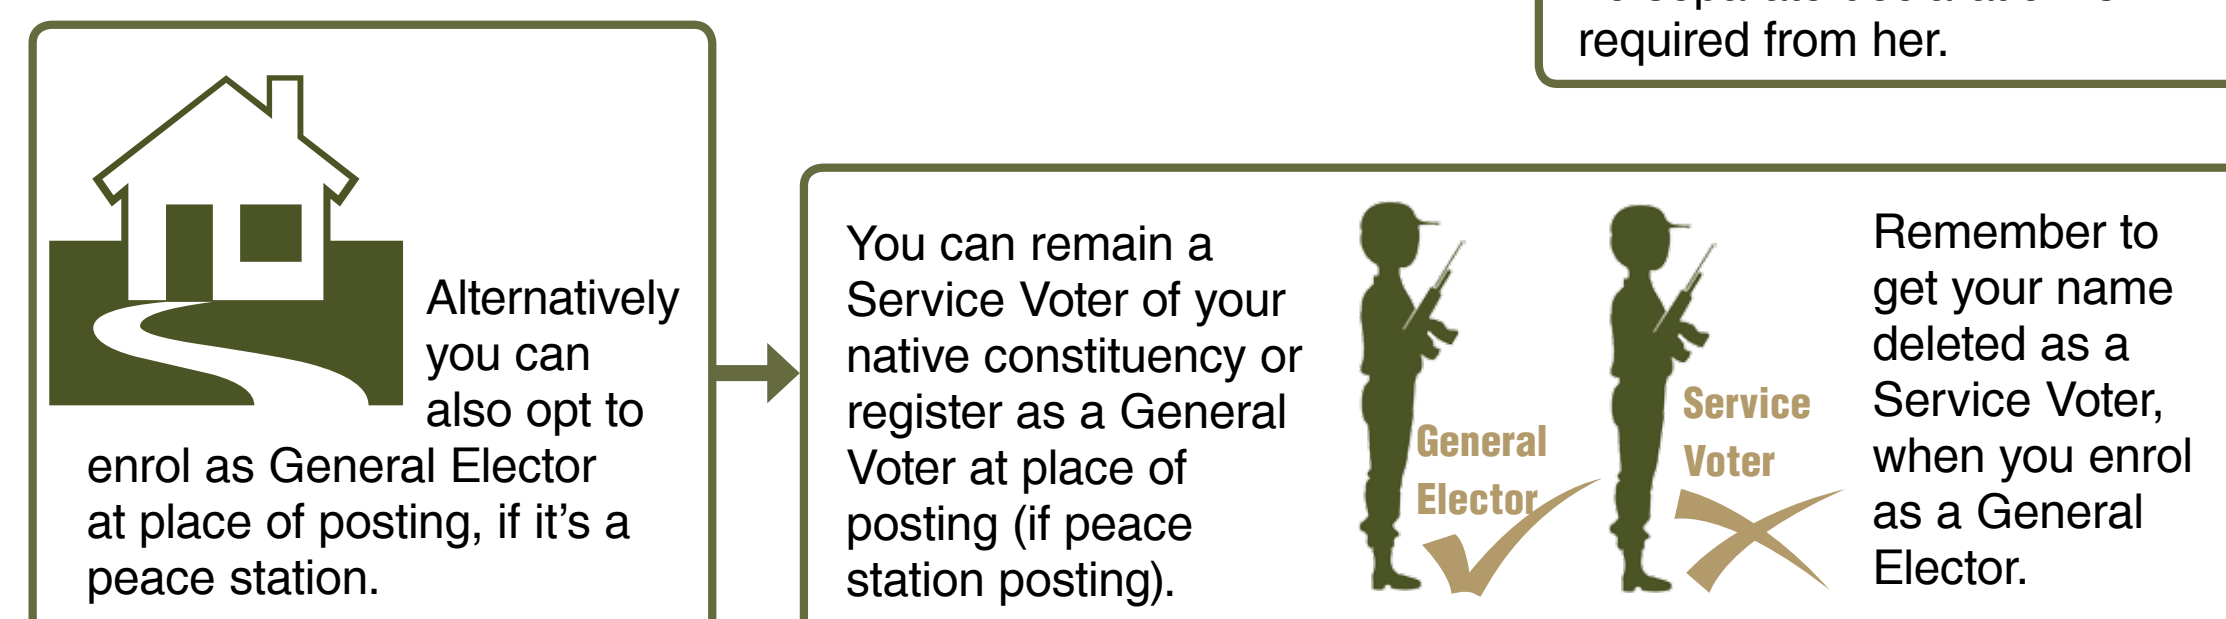 required from her.
Alternatively
you can
also opt to
enrol as General Elector
at place of posting, if it’s a
peace station.
You can remain a
Service Voter of your
native constituency or
register as a General
Voter at place of
posting (if peace
station posting).
General
Elector
Service
Voter
Remember to
get your name
deleted as a
Service Voter,
when you enrol
as a General
Elector.